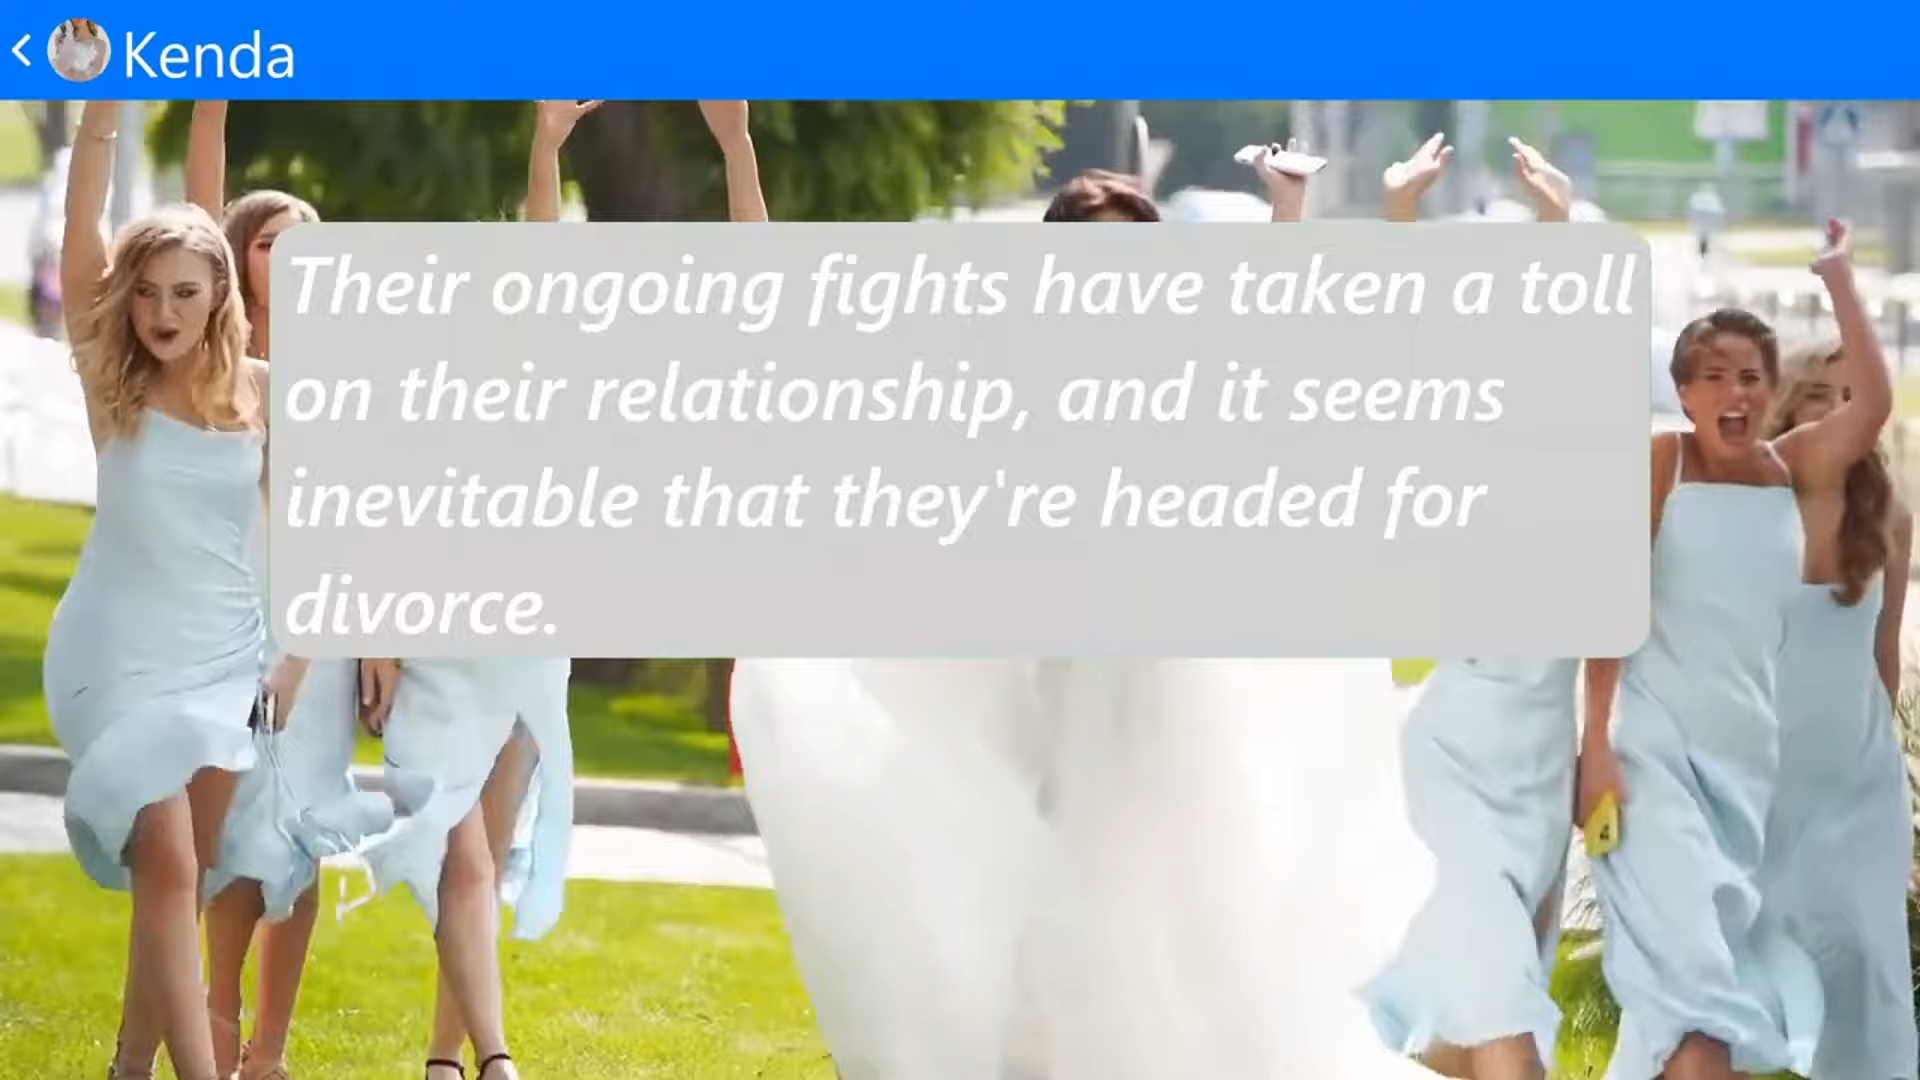 Kenda
Their ongoing fights have taken a toll
on their relationship, and it seems
inevitable that they're headed for
divorce.